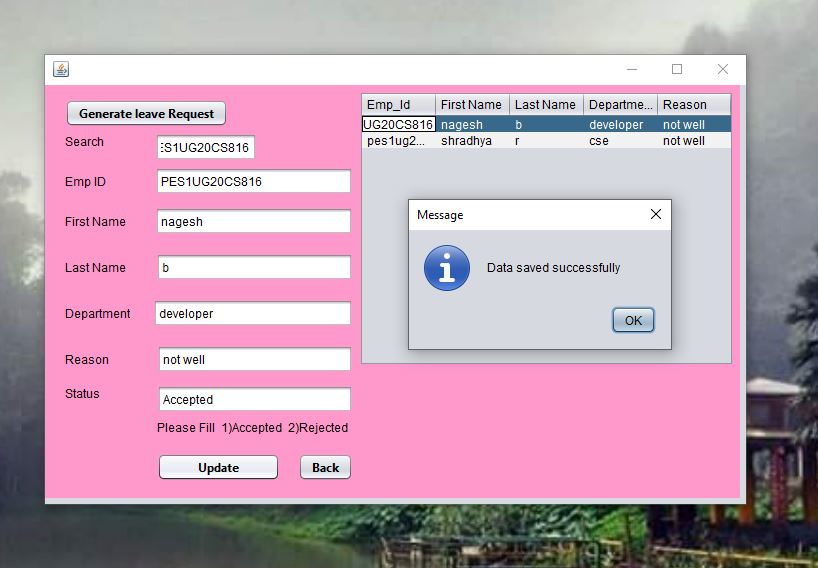 Generate leave Request
Search
ES1UG20CS816
Emp ID
PES1UG20CS816
First Name
nagesh
Last Name
b
Department
developer
Reason
not well
Status
Accepted
Please Fill 1)Accepted 2)Rejected
Update Back
Emp_Id First Name Last Name Departme... Reason
UG20CS816 nagesh b developer not well
pes1ug2... shradhya r cse not well
Message
Data saved successfully
OK